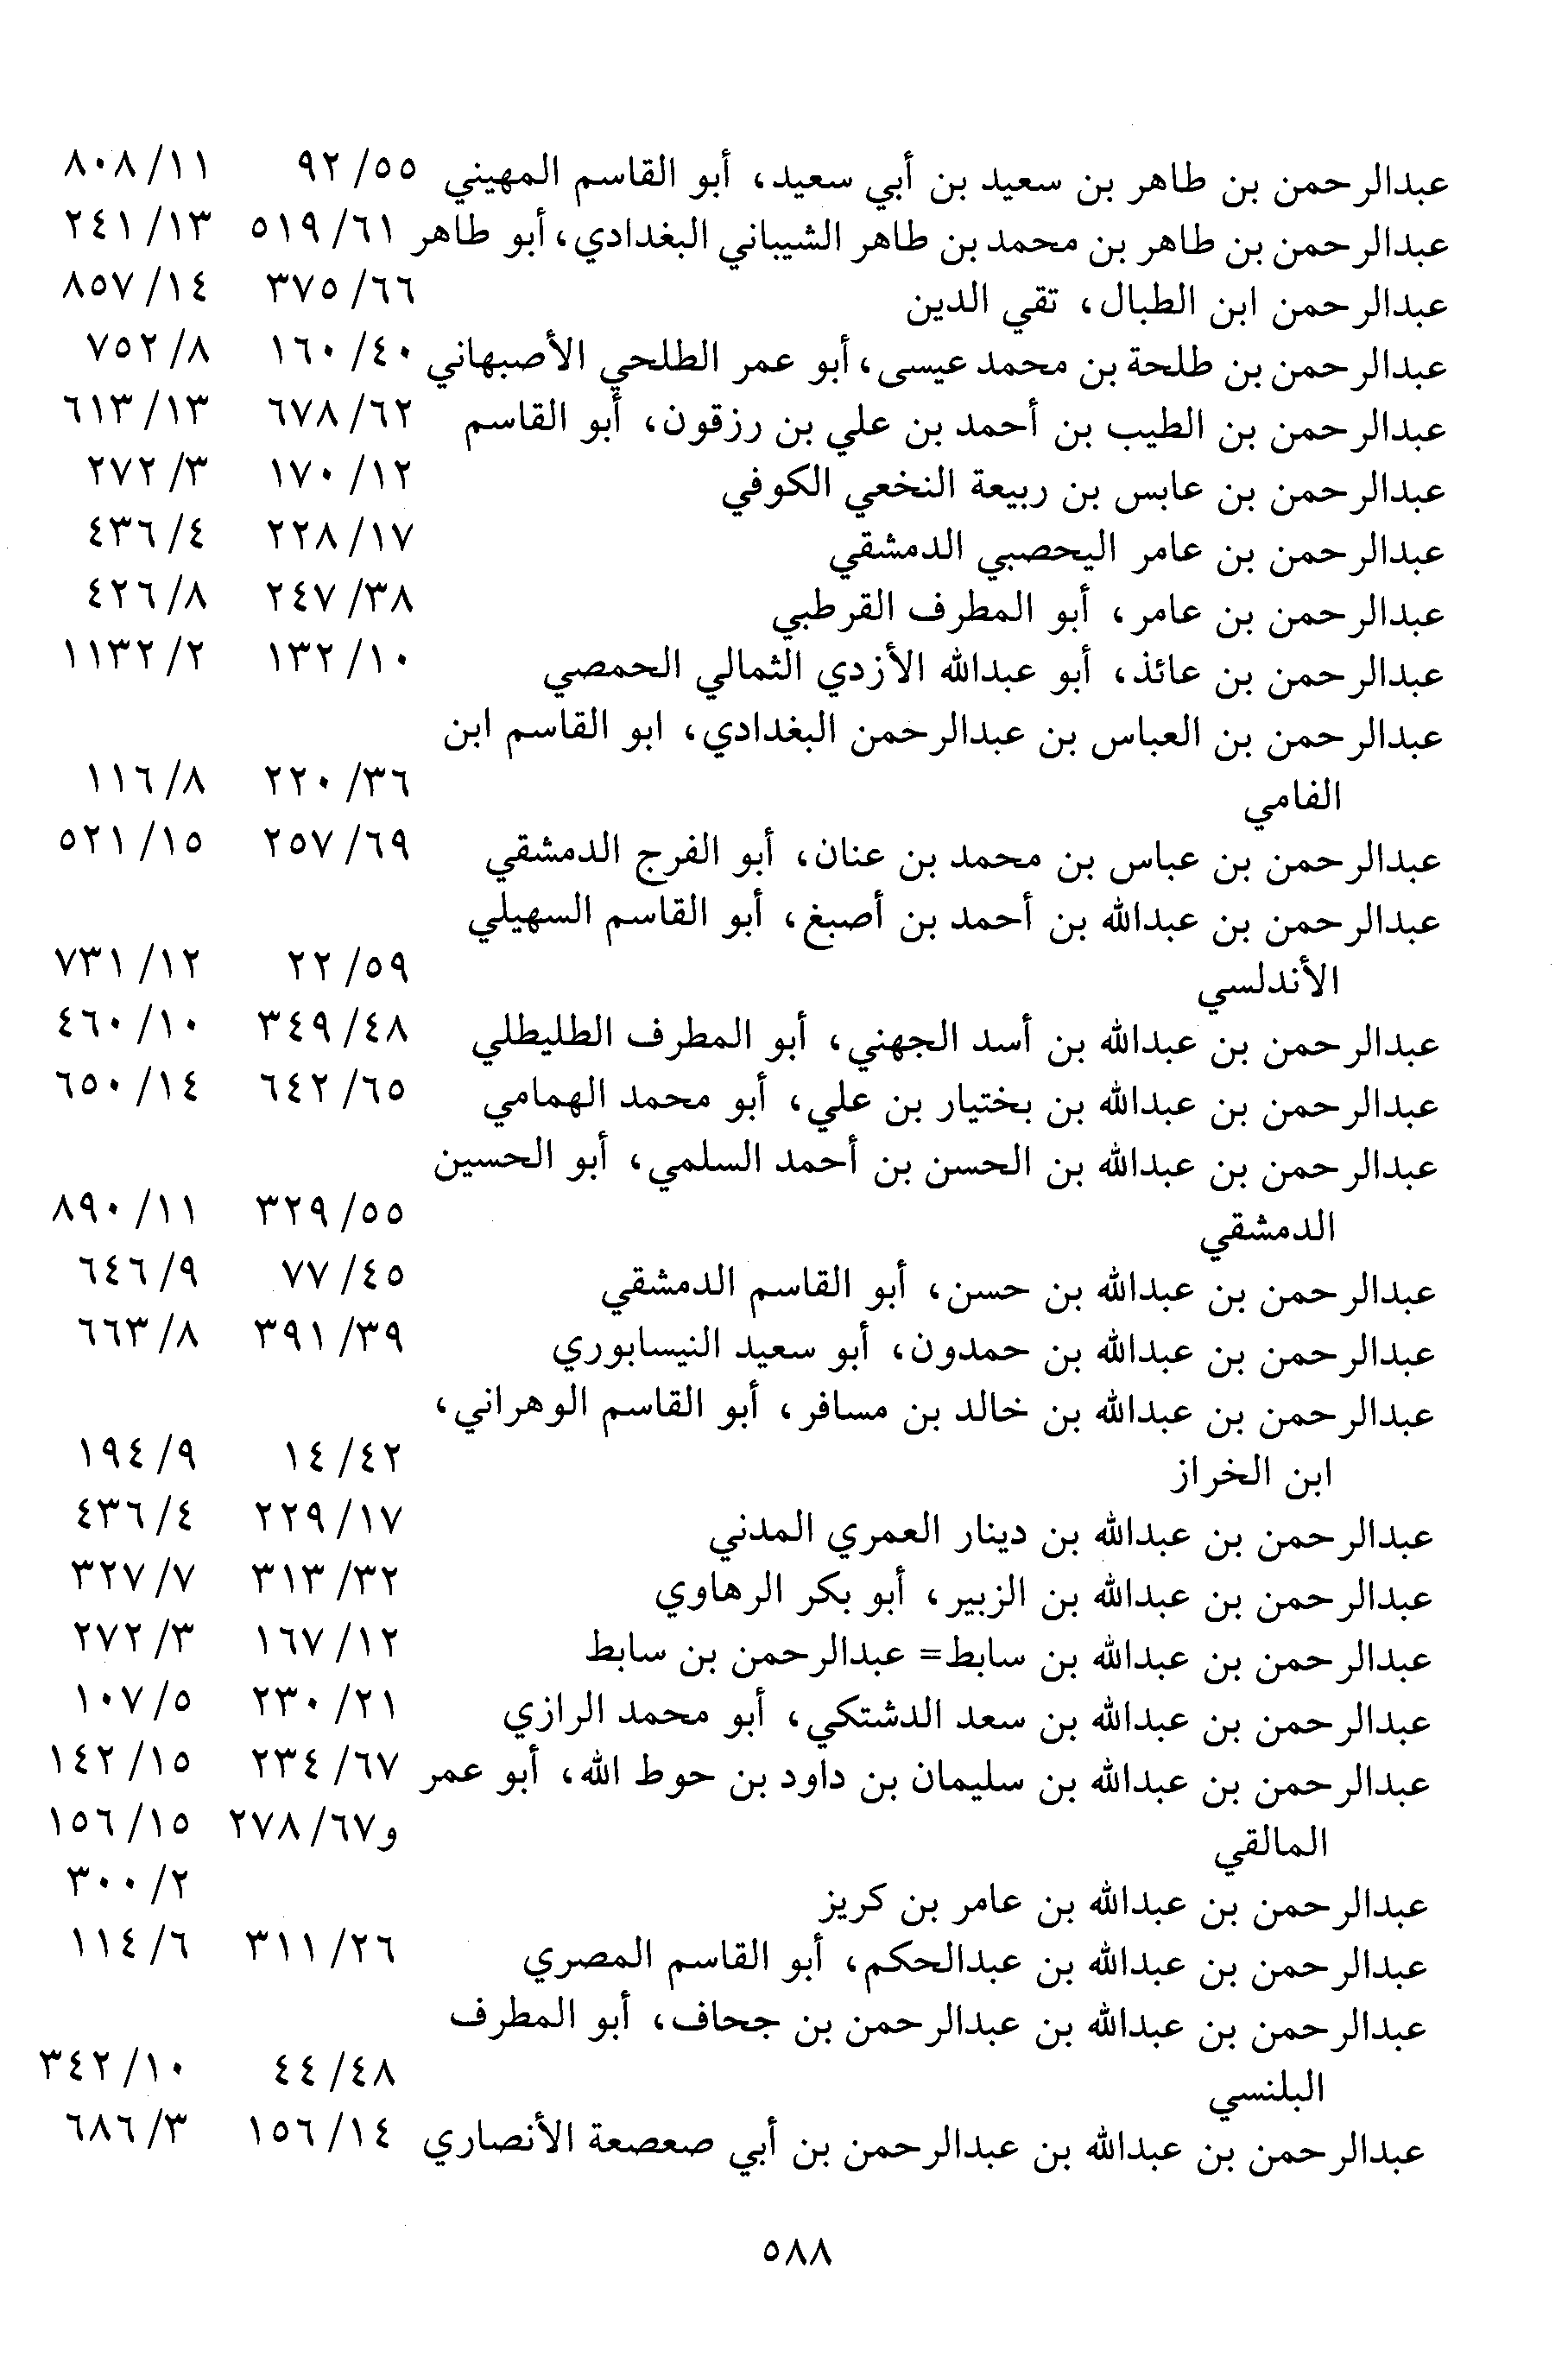 عبدالرحمن بن طاهر بن سعيد بن أبي سعيد، أبو القاسم المهيني ٥٥/ ٩٢ ١١/ ٨٠٨
عبدالرحمن بن طاهر بن محمد بن طاهر الشيباني البغدادي، أبو طاهر ٦١/ ٥١٩ ١٣/ ٢٤١
عبدالرحمن ابن الطبال، تقي الدين ٦٦/ ٣٧٥ ١٤/ ٨٥٧
عبدالرحمن بن طلحة بن محمد عيسى، أبو عمر الطلحي الأصبهاني ٤٠/ ١٦٠ ٨/ ٧٥٢
عبدالرحمن بن الطيب بن أحمد بن علي بن رزقون، أبو القاسم ٦٢/ ٦٧٨ ١٣/ ٦١٣
عبدالرحمن بن عابس بن ربيعة النخعي الكوفي ١٢/ ١٧٠ ٣/ ٢٧٢
عبدالرحمن بن عامر اليحصبي الدمشقي ١٧/ ٢٢٨ ٤/ ٤٣٦
عبدالرحمن بن عامر، أبو المطرف القرطبي ٣٨/ ٢٤٧ ٨/ ٤٢٦
عبدالرحمن بن عائذ، أبو عبدالله الأزدي الثمالي الحمصي ١٠/ ١٣٢ ٢/ ١١٣٢
عبدالرحمن بن العباس بن عبدالرحمن البغدادي، ابو القاسم ابن
الفامي ٣٦/ ٢٢٠ ٨/ ١١٦
عبدالرحمن بن عباس بن محمد بن عنان، أبو الفرج الدمشقي ٦٩/ ٢٥٧ ١٥/ ٥٢١
عبدالرحمن بن عبدالله بن أحمد بن أصبغ، أبو القاسم السهيلي
الأندلسي ٥٩/ ٢٢ ١٢/ ٧٣١
عبدالرحمن بن عبدالله بن أسد الجهني، أبو المطرف الطليطلي ٤٨/ ٣٤٩ ١٠/ ٤٦٠
عبدالرحمن بن عبدالله بن بختيار بن علي، أبو محمد الهمامي ٦٥/ ٦٤٢ ١٤/ ٦٥٠
عبدالرحمن بن عبدالله بن الحسن بن أحمد السلمي، أبو الحسين
الدمشقي ٥٥/ ٣٢٩ ١١/ ٨٩٠
عبدالرحمن بن عبدالله بن حسن، أبو القاسم الدمشقي ٤٥/ ٧٧ ٩/ ٦٤٦
عبدالرحمن بن عبدالله بن حمدون، أبو سعيد النيسابوري ٣٩/ ٣٩١ ٨/ ٦٦٣
عبدالرحمن بن عبدالله بن خالد بن مسافر، أبو القاسم الوهراني،
ابن الخراز ٤٢/ ١٤ ٩/ ١٩٤
عبدالرحمن بن عبدالله بن دينار العمري المدني ١٧/ ٢٢٩ ٤/ ٤٣٦
عبدالرحمن بن عبدالله بن الزبير، أبو بكر الرهاوي ٣٢/ ٣١٣ ٧/ ٣٢٧
عبدالرحمن بن عبدالله بن سابط= عبدالرحمن بن سابط ١٢/ ١٦٧ ٣/ ٢٧٢
عبدالرحمن بن عبدالله بن سعد الدشتكي، أبو محمد الرازي ٢١/ ٢٣٠ ٥/ ١٠٧
عبدالرحمن بن عبدالله بن سليمان بن داود بن حوط الله، أبو عمر ٦٧/ ٢٣٤ ١٥/ ١٤٢
المالقي و٦٧/ ٢٧٨ ١٥/ ١٥٦
عبدالرحمن بن عبدالله بن عامر بن كريز ٢/ ٣٠٠
عبدالرحمن بن عبدالله بن عبدالحكم، أبو القاسم المصري ٢٦/ ٣١١ ٦/ ١١٤
عبدالرحمن بن عبدالله بن عبدالرحمن بن جحاف، أبو المطرف
البلنسي ٤٨/ ٤٤ ١٠/ ٣٤٢
عبدالرحمن بن عبدالله بن عبدالرحمن بن أبي صعصعة الأنصاري ١٤/ ١٥٦ ٣/ ٦٨٦
٥٨٨